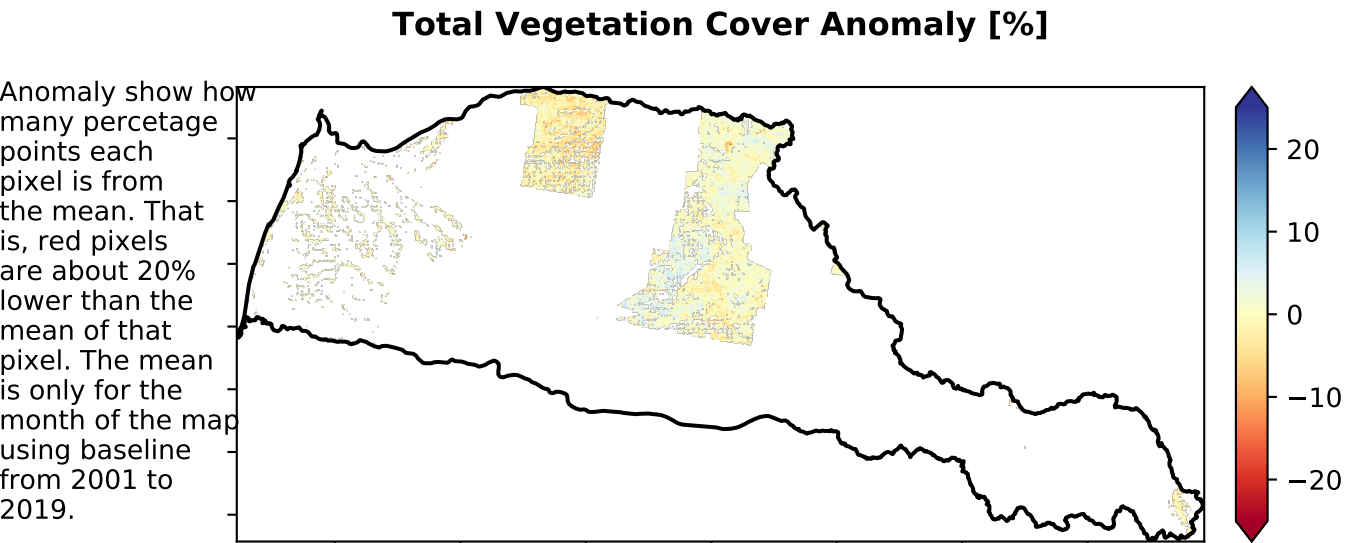 Total Vegetation Cover Anomaly [%]
Anomaly show how
many percetage
points each
pixel is from
the mean. That
is, red pixels
are about 20%
lower than the
mean of that
pixel. The mean
is only for the
month of the map
using baseline
from 2001 to
2019.
20
10
0
−10
−20